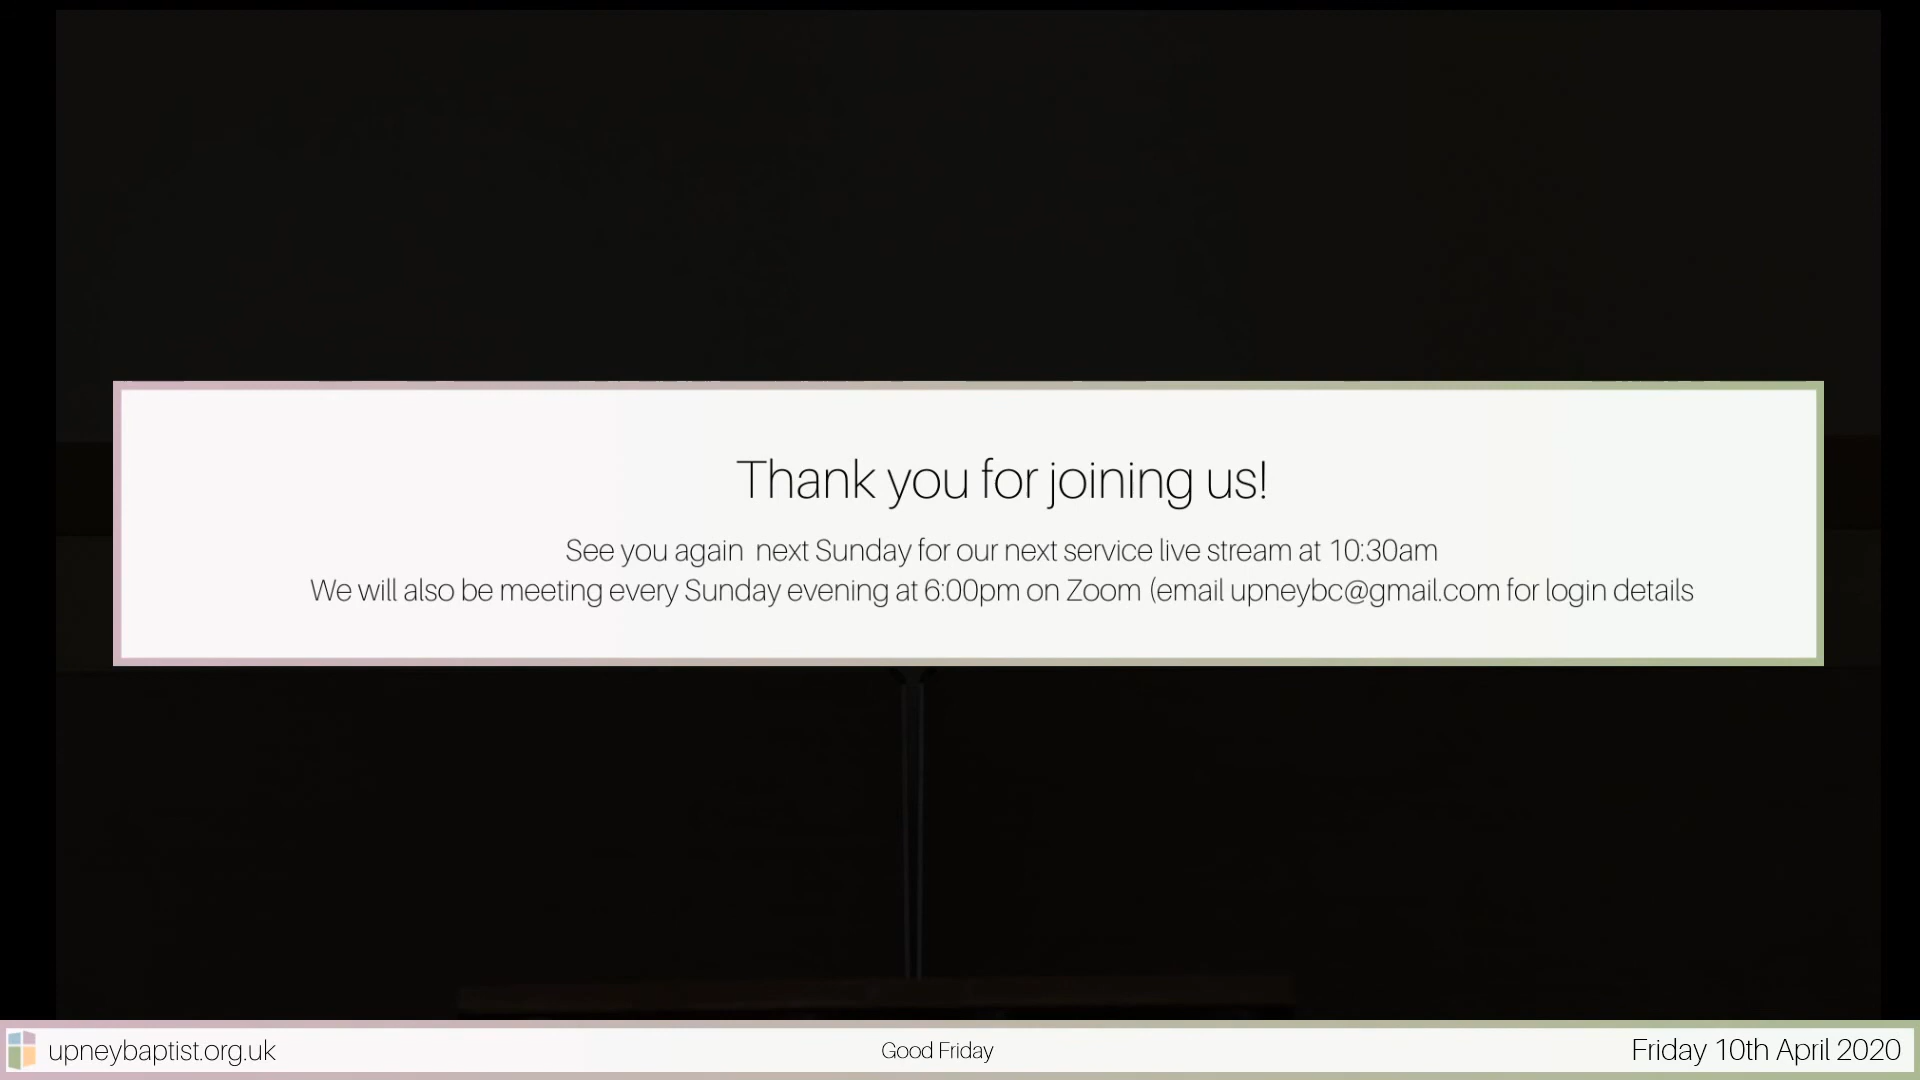 Thank you for joining us!
See you again  next Sunday for our next service live stream at 10:30am
We will also be meeting every Sunday evening at 6:00pm on Zoom (email upneybc@gmail.com for login details
upneybaptist.org.uk
Good Friday
Friday 10th April 2020